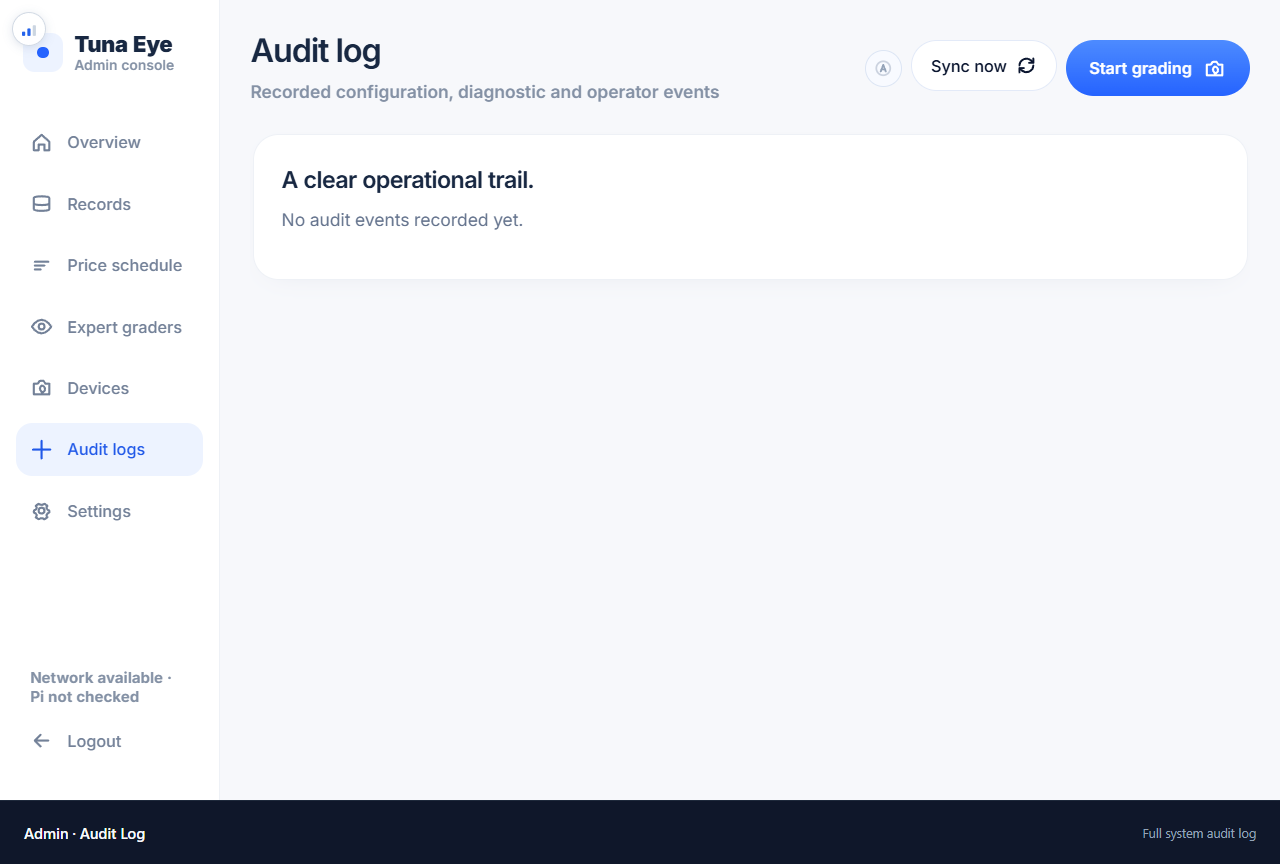 Tuna Eye
Admin console
Overview
Records
Price schedule
Expert graders
Devices
Audit logs
Settings
Network available ·
Pi not checked
Logout
Audit log
Recorded configuration, diagnostic and operator events
A
Sync now
Start grading
A clear operational trail.
No audit events recorded yet.
Admin · Audit Log
Full system audit log